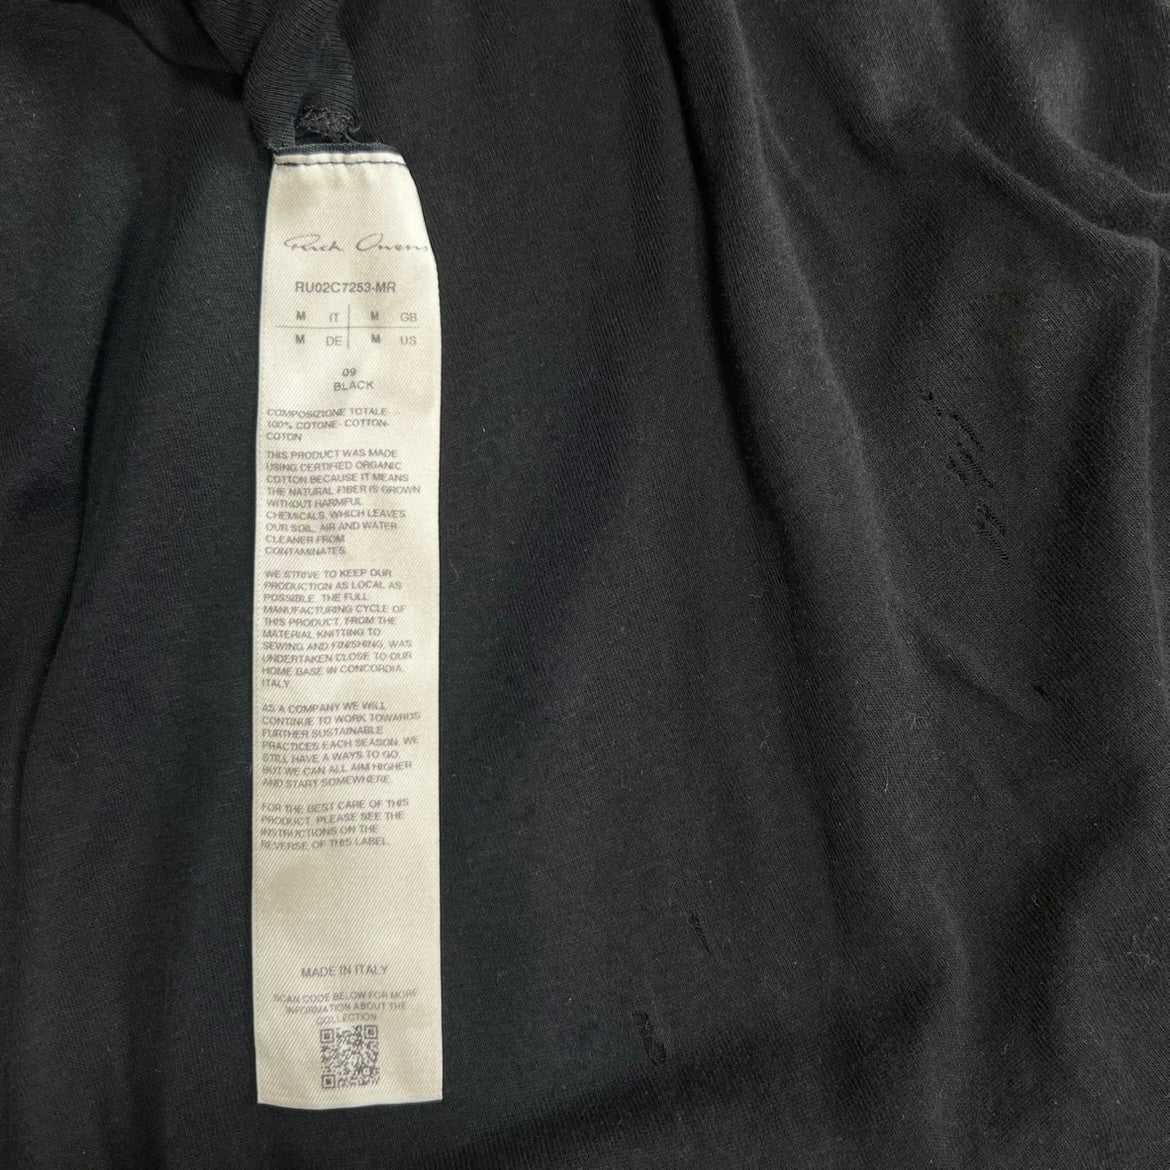 Rick Owens
RU02C7253-MR
M IT M GB
M DE M US
09
BLACK
COMPOSIZIONE TOTALE-
100% COTONE- COTTON-
COTON
THIS PRODUCT WAS MADE
USING CERTIFIED ORGANIC
COTTON BECAUSE IT MEANS
THE NATURAL FIBER IS GROWN
WITHOUT HARMFUL
CHEMICALS, WHICH LEAVES
OUR SOIL, AIR AND WATER
CLEANER FROM
CONTAMINATES.
WE STRIVE TO KEEP OUR
PRODUCTION AS LOCAL AS
POSSIBLE. THE FULL
MANUFACTURING CYCLE OF
THIS PRODUCT, FROM THE
MATERIAL KNITTING TO
SEWING AND FINISHING, WAS
UNDERTAKEN CLOSE TO OUR
HOME BASE IN CONCORDIA,
ITALY.
AS A COMPANY WE WILL
CONTINUE TO WORK TOWARDS
FURTHER SUSTAINABLE
PRACTICES EACH SEASON. WE
STILL HAVE A WAYS TO GO,
BUT WE CAN ALL AIM HIGHER
AND START SOMEWHERE.
FOR THE BEST CARE OF THIS
PRODUCT, PLEASE SEE THE
INSTRUCTIONS ON THE
REVERSE OF THIS LABEL.
MADE IN ITALY
SCAN CODE BELOW FOR MORE
INFORMATION ABOUT THE
COLLECTION